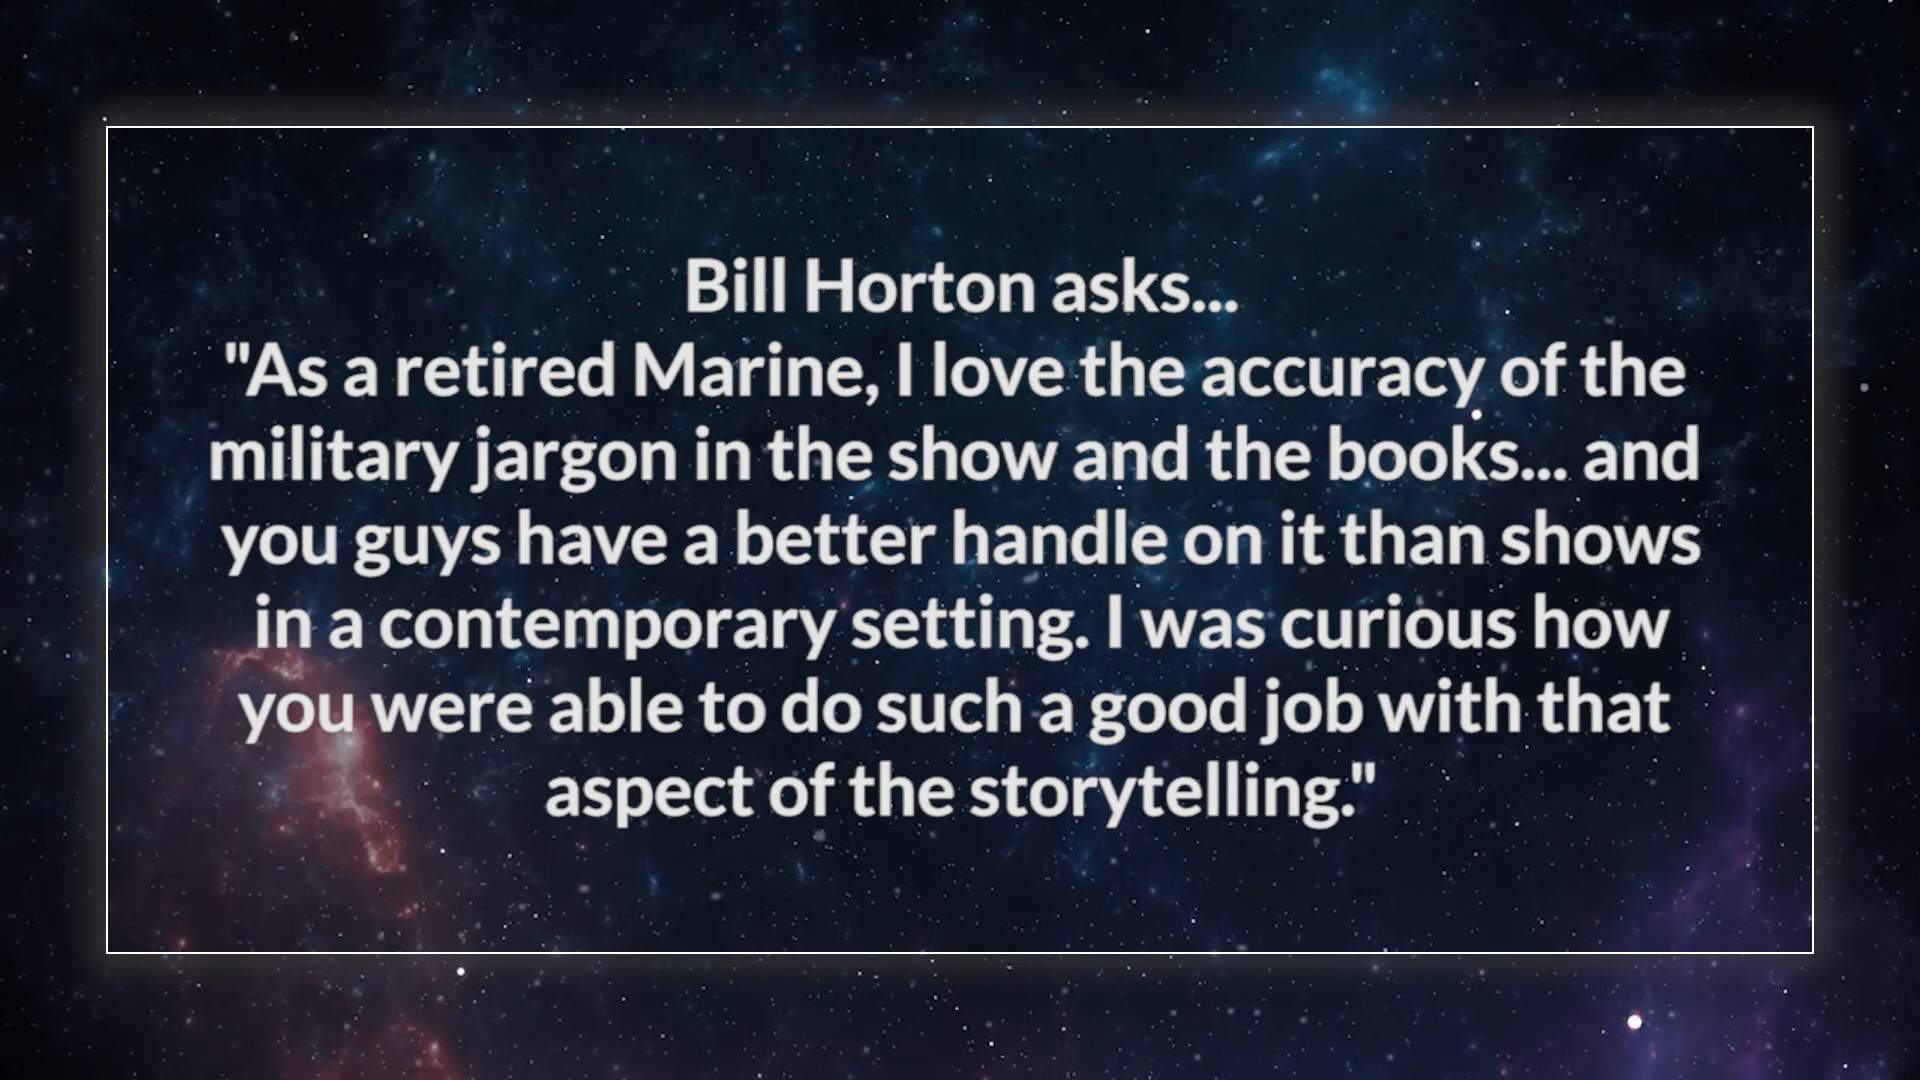 Bill Horton asks...
"As a retired Marine, I love the accuracy of the
military jargon in the show and the books... and
you guys have a better handle on it than shows
in a contemporary setting. I was curious how
you were able to do such a good job with that
aspect of the storytelling."